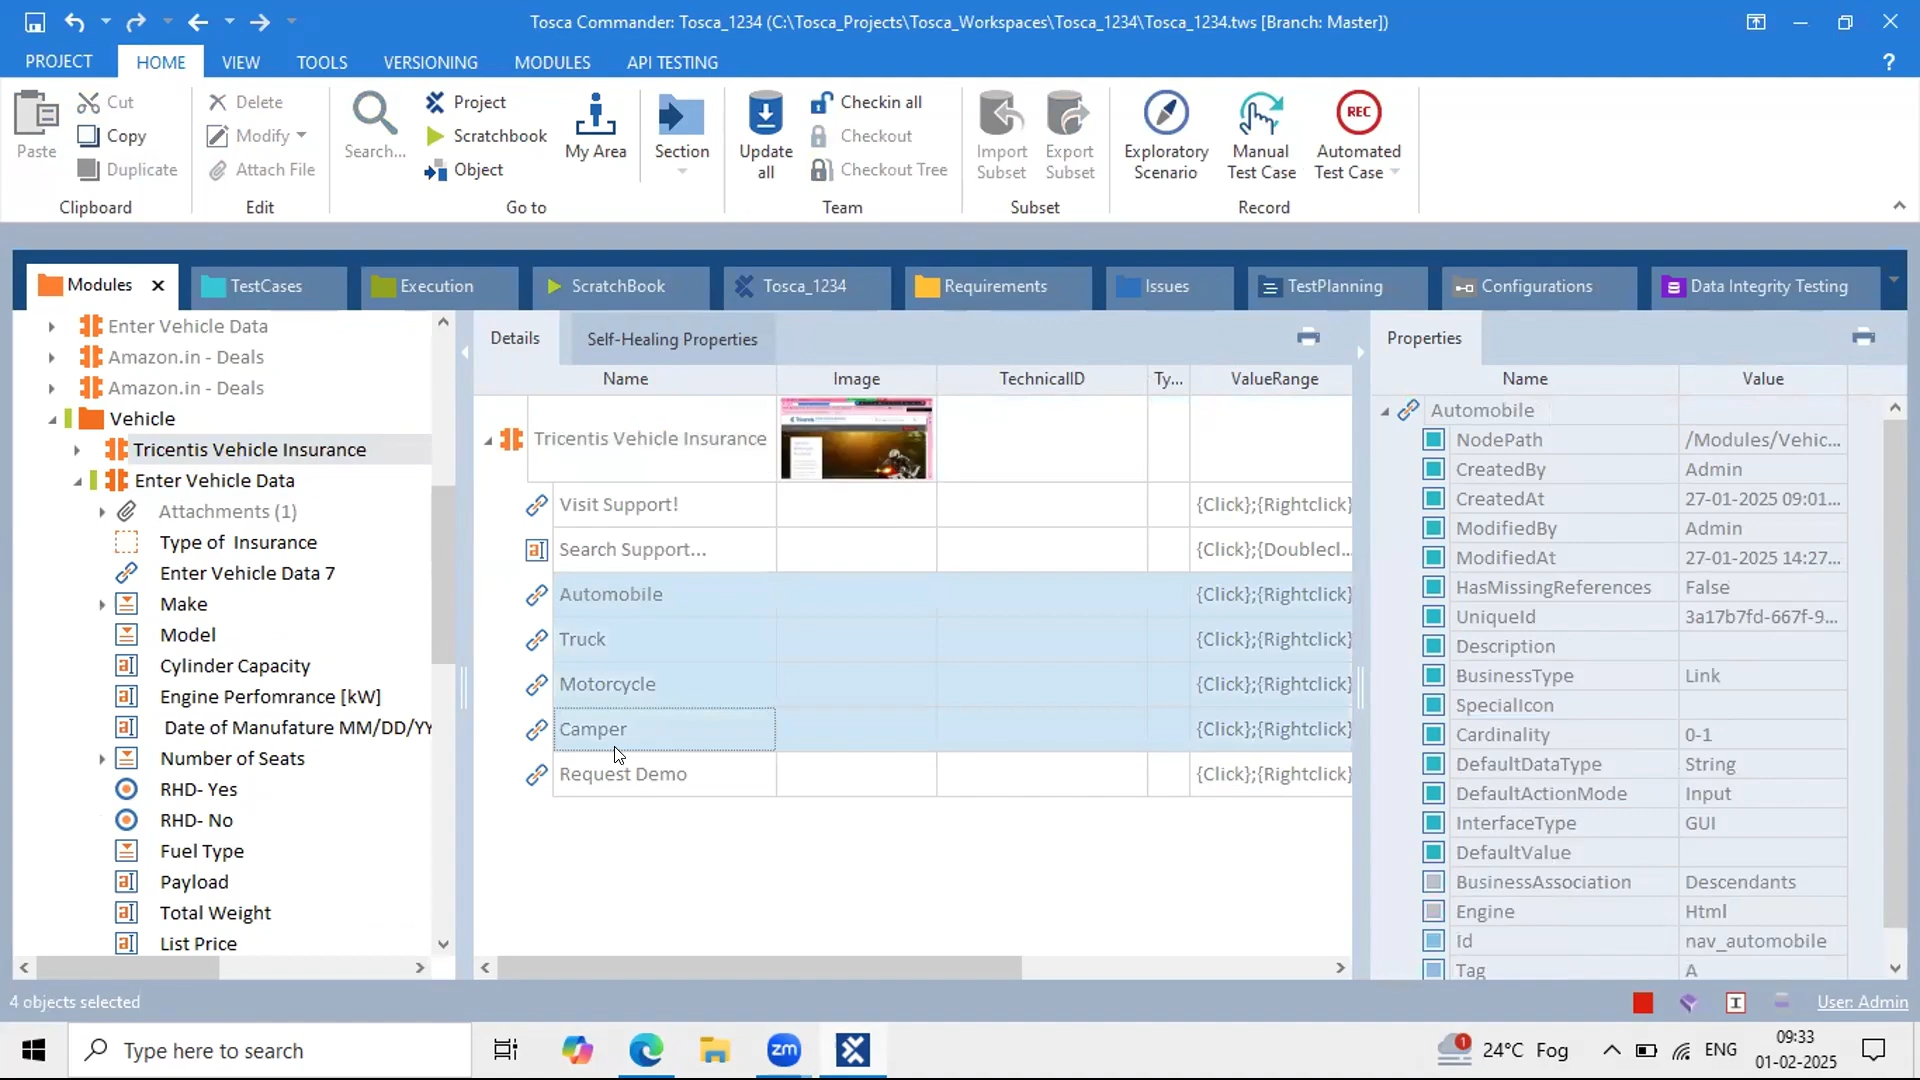 Tosca Commander: Tosca_1234 (C:\Tosca_Projects\Tosca_Workspaces\Tosca_1234\Tosca_1234.tws [Branch: Master])
PROJECT HOME VIEW TOOLS VERSIONING MODULES API TESTING ?
Paste Cut Copy Duplicate
Clipboard
Delete Modify Attach File
Edit
Search... Project Scratchbook Object My Area Section
Go to
Update all Checkin all Checkout Checkout Tree
Team
Import Subset Export Subset
Subset
Exploratory Scenario Manual Test Case REC Automated Test Case
Record
Modules TestCases Execution ScratchBook Tosca_1234 Requirements Issues TestPlanning Configurations Data Integrity Testing
Enter Vehicle Data
Amazon.in - Deals
Amazon.in - Deals
Vehicle
Tricentis Vehicle Insurance
Enter Vehicle Data
Attachments (1)
Type of  Insurance
Enter Vehicle Data 7
Make
Model
Cylinder Capacity
Engine Perfomrance [kW]
Date of Manufature MM/DD/YY
Number of Seats
RHD- Yes
RHD- No
Fuel Type
Payload
Total Weight
List Price
Details Self-Healing Properties
Name Image TechnicalID Ty... ValueRange
Tricentis Vehicle Insurance
Visit Support! {Click};{Rightclick}
Search Support... {Click};{Doublecl...
Automobile {Click};{Rightclick}
Truck {Click};{Rightclick}
Motorcycle {Click};{Rightclick}
Camper {Click};{Rightclick}
Request Demo {Click};{Rightclick}
Properties
Name Value
Automobile
NodePath /Modules/Vehic...
CreatedBy Admin
CreatedAt 27-01-2025 09:01...
ModifiedBy Admin
ModifiedAt 27-01-2025 14:27...
HasMissingReferences False
UniqueId 3a17b7fd-667f-9...
Description
BusinessType Link
SpecialIcon
Cardinality 0-1
DefaultDataType String
DefaultActionMode Input
InterfaceType GUI
DefaultValue
BusinessAssociation Descendants
Engine Html
Id nav_automobile
Tag A
4 objects selected User: Admin
Type here to search zm 1 24°C Fog ENG 09:33
01-02-2025